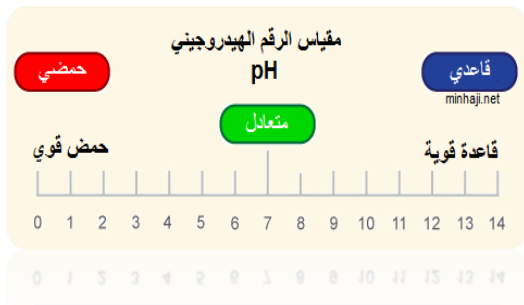 مقياس الرقم الهيدروجيني
pH
حمضي
قاعدي
minhaji.net
متعادل
حمض قوي
قاعدة قوية
0 1 2 3 4 5 6 7 8 9 10 11 12 13 14